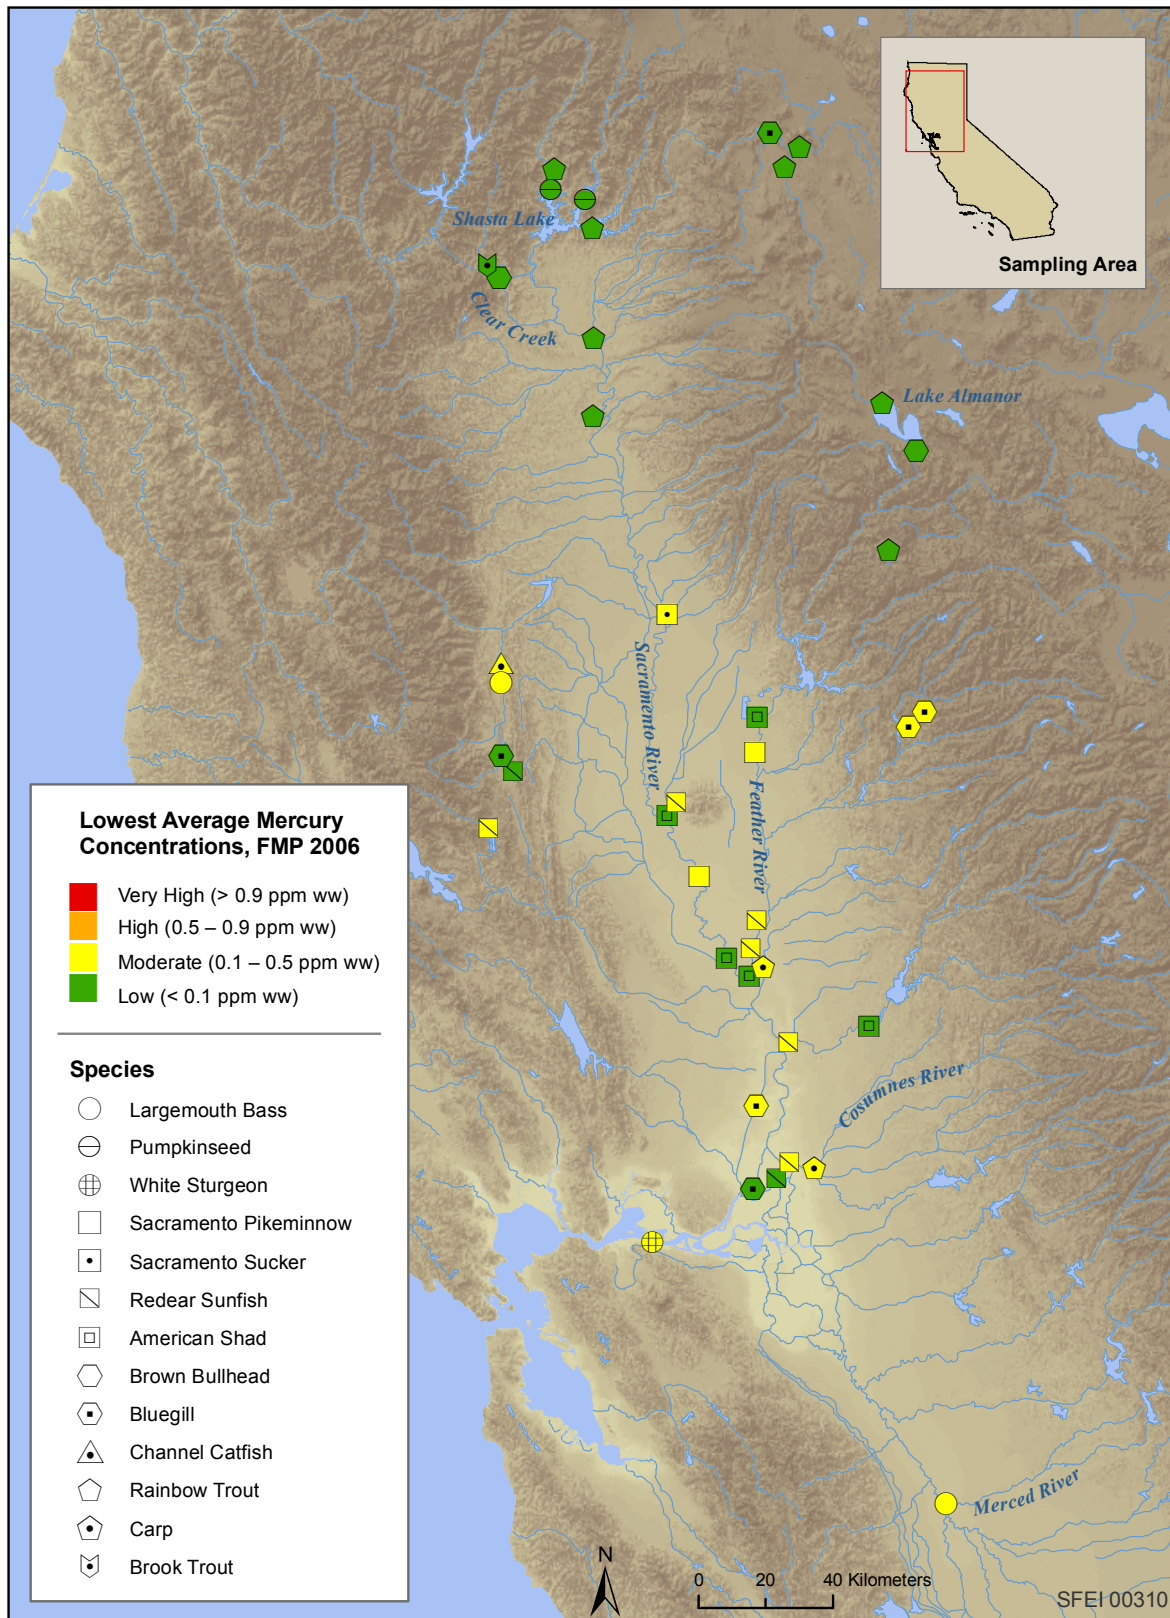 Sampling Area
Shasta Lake
Clear Creek
Lake Almanor
Sacramento River
Feather River
Cosumnes River
Merced River
Lowest Average Mercury
Concentrations, FMP 2006
Very High (> 0.9 ppm ww)
High (0.5 – 0.9 ppm ww)
Moderate (0.1 – 0.5 ppm ww)
Low (< 0.1 ppm ww)
Species
Largemouth Bass
Pumpkinseed
White Sturgeon
Sacramento Pikeminnow
Sacramento Sucker
Redear Sunfish
American Shad
Brown Bullhead
Bluegill
Channel Catfish
Rainbow Trout
Carp
Brook Trout
N
0 20 40 Kilometers
SFEI 00310